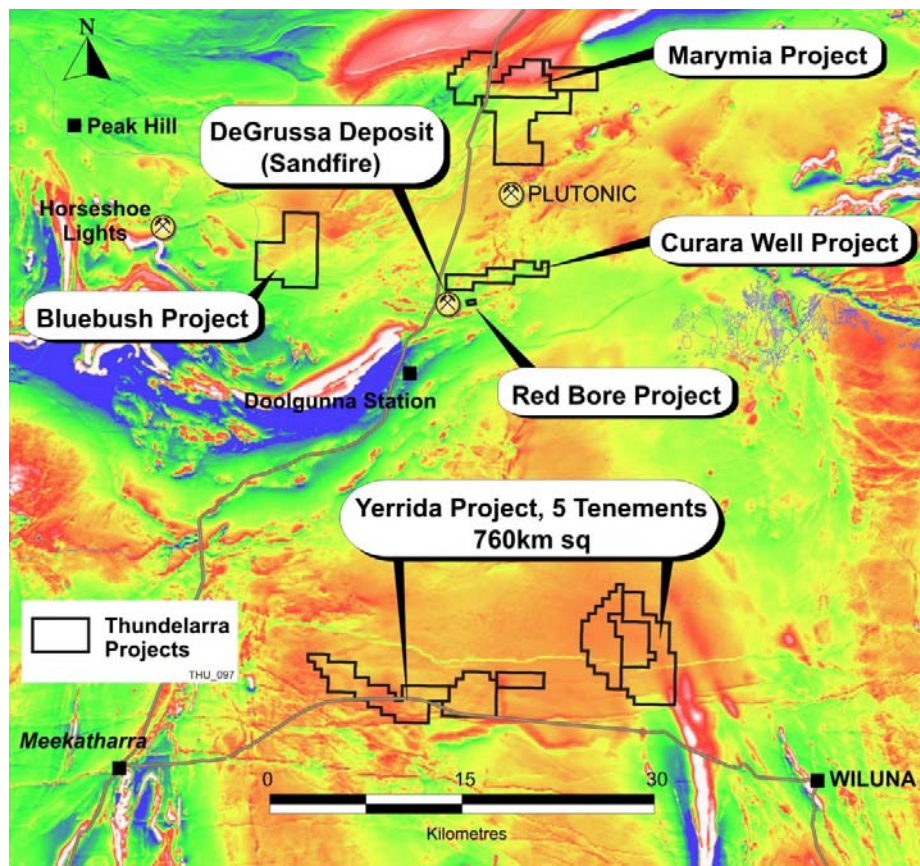 N
Marymia Project
Peak Hill
DeGrussa Deposit
(Sandfire)
PLUTONIC
Horseshoe
Lights
Curara Well Project
Bluebush Project
Red Bore Project
Doolgunna Station
Yerrida Project, 5 Tenements
760km sq
Thundelarra
Projects
THU_097
Meekatharra
WILUNA
0 15 30
Kilometres